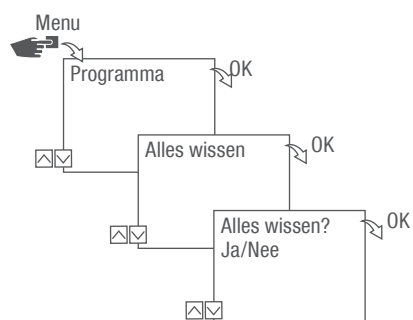 Menu
Programma
OK
Alles wissen
OK
Alles wissen?
Ja/Nee
OK